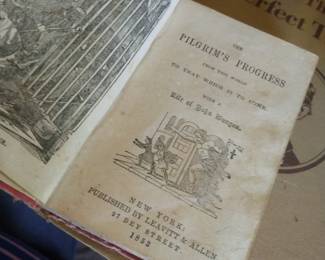 THE
PILGRIM'S PROGRESS
FROM THIS WORLD
TO THAT WHICH IS TO COME.
WITH A
Life of John Bunyan.
NEW YORK:
PUBLISHED BY LEAVITT & ALLEN
27 DEY STREET.
1853
erfect T